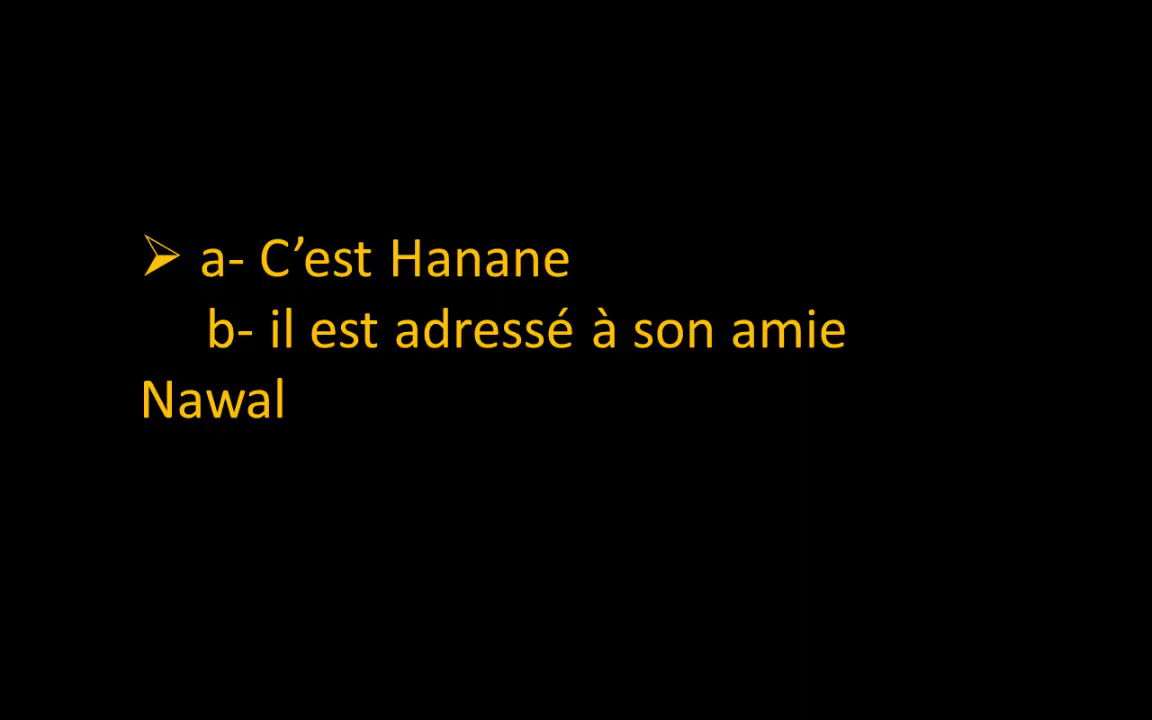 ➢ a- C’est Hanane
b- il est adressé à son amie
Nawal